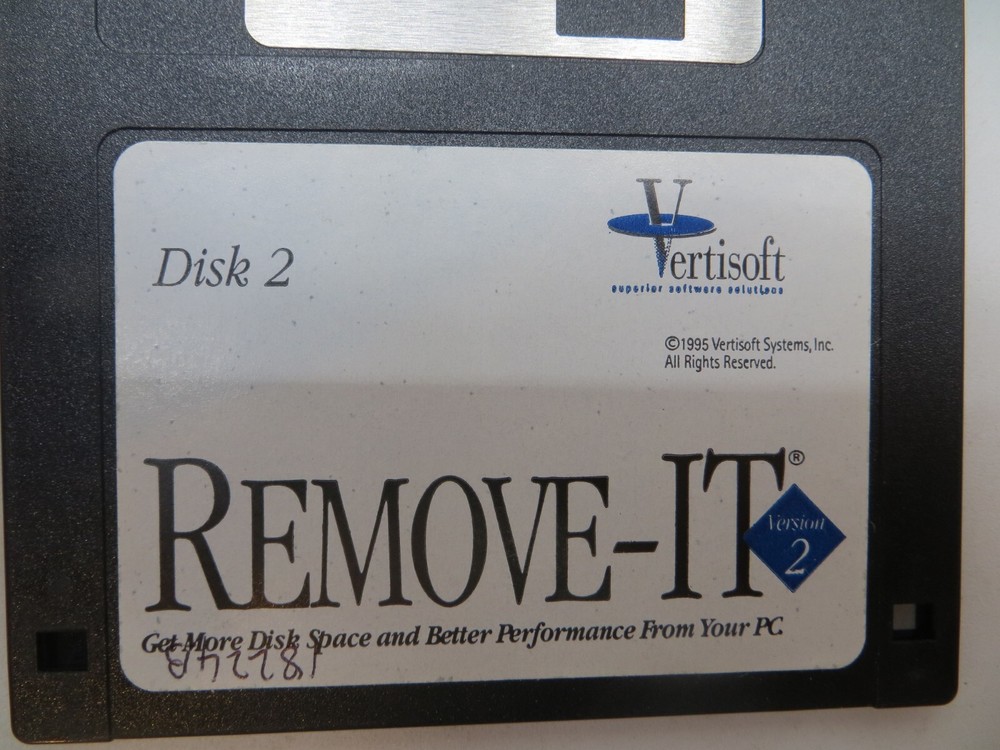 Disk 2
Vertisoft
superior software solutions
©1995 Vertisoft Systems, Inc.
All Rights Reserved.
REMOVE-IT®
Version
2
Get More Disk Space and Better Performance From Your PC.